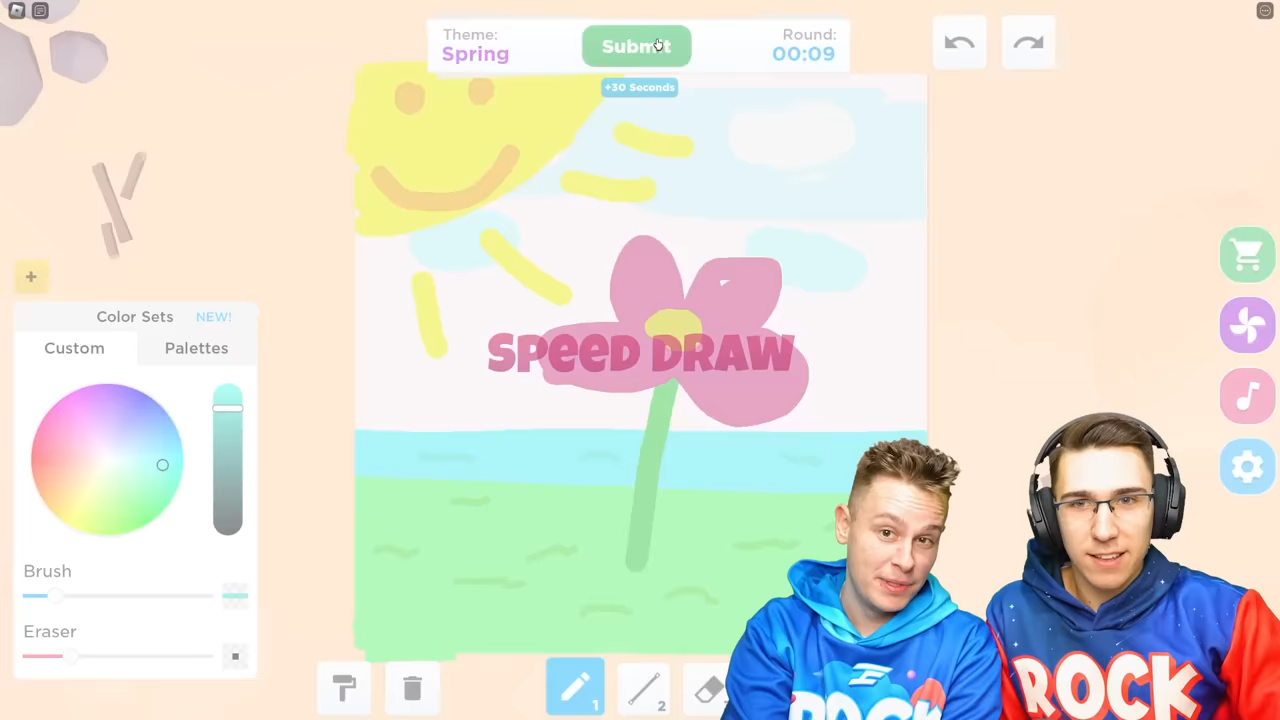 Theme:
Spring
Submit
Round:
00:09
+30 Seconds
+
Color Sets NEW!
Custom
Palettes
SPeeD DRAW
Brush
Eraser
1
2
ROCK
ROCK